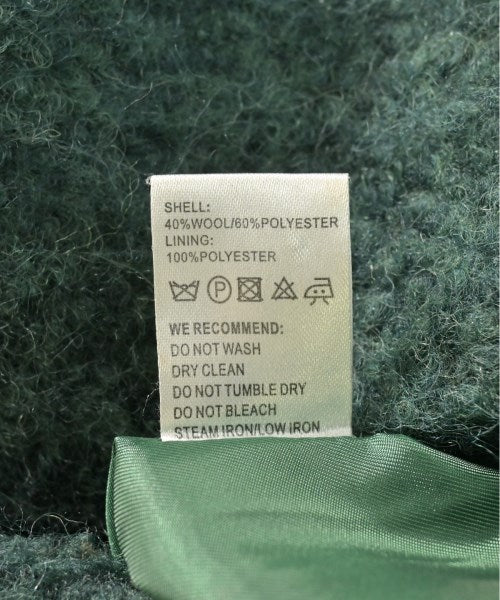 SHELL:
40%WOOL/60%POLYESTER
LINING:
100%POLYESTER
P
WE RECOMMEND:
DO NOT WASH
DRY CLEAN
DO NOT TUMBLE DRY
DO NOT BLEACH
STEAM IRON/LOW IRON